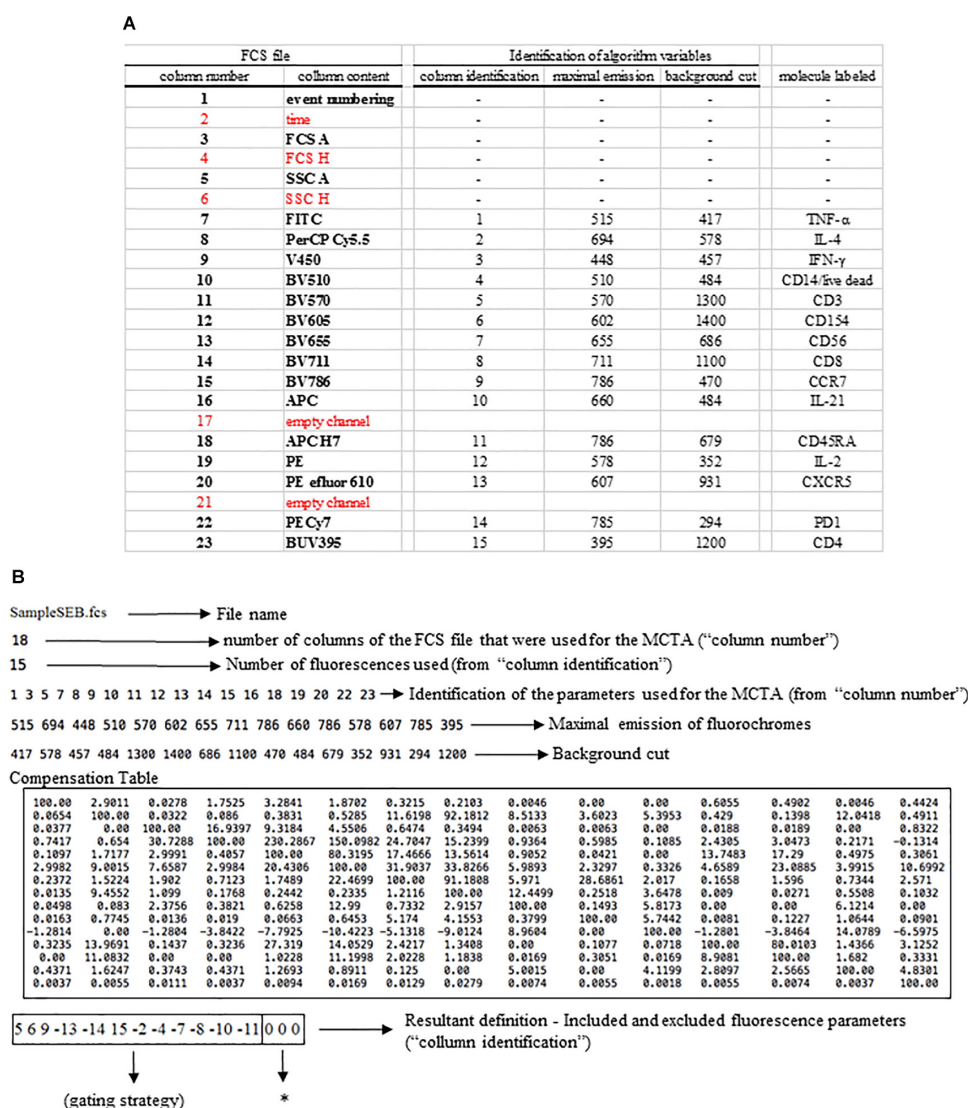 A
FCS file Identification of algorithm variables
column number collumn content column identification maximal emission background cut molecule labeled
1 event numbering - - - -
2 time - - - -
3 FCS A - - - -
4 FCS H - - - -
5 SSC A - - - -
6 SSC H - - - -
7 FITC 1 515 417 TNF-α
8 PerCP Cy5.5 2 694 578 IL-4
9 V450 3 448 457 IFN-γ
10 BV510 4 510 484 CD14/live dead
11 BV570 5 570 1300 CD3
12 BV605 6 602 1400 CD154
13 BV655 7 655 686 CD56
14 BV711 8 711 1100 CD8
15 BV786 9 786 470 CCR7
16 APC 10 660 484 IL-21
17 empty channel
18 APCH7 11 786 679 CD45RA
19 PE 12 578 352 IL-2
20 PE efluor 610 13 607 931 CXCR5
21 empty channel
22 PECy7 14 785 294 PD1
23 BUV395 15 395 1200 CD4
B
SampleSEB.fcs File name
18 number of columns of the FCS file that were used for the MCTA (“column number”)
15 Number of fluorescences used (from “column identification”)
1 3 5 7 8 9 10 11 12 13 14 15 16 18 19 20 22 23 Identification of the parameters used for the MCTA (from “column number”)
515 694 448 510 570 602 655 711 786 660 786 578 607 785 395 Maximal emission of fluorochromes
417 578 457 484 1300 1400 686 1100 470 484 679 352 931 294 1200 Background cut
Compensation Table
100.00 2.9011 0.0278 1.7525 3.2841 1.8702 0.3215 0.2103 0.0046 0.00 0.00 0.6055 0.4902 0.0046 0.4424
0.0654 100.00 0.0322 0.086 0.3831 0.5285 11.6198 92.1812 8.5133 3.6023 5.3953 0.429 0.1398 12.0418 0.4911
0.0377 0.00 100.00 16.9397 9.3184 4.5506 0.6474 0.3494 0.0063 0.0063 0.00 0.0188 0.0189 0.00 0.8322
0.7417 0.654 30.7288 100.00 230.2867 150.0982 24.7047 15.2399 0.9364 0.5985 0.1085 2.4305 3.0473 0.2171 -0.1314
0.1097 1.7177 2.9991 0.4057 100.00 80.3195 17.4666 13.5614 0.9052 0.0421 0.00 13.7483 17.29 0.4975 0.3061
2.9982 9.0015 7.6587 2.9984 20.4306 100.00 31.9037 33.8266 5.9893 2.3297 0.3326 4.6589 23.0885 3.9915 10.6992
0.2372 1.5224 1.902 0.7123 1.7489 22.4699 100.00 91.1808 5.971 28.6861 2.017 0.1658 1.596 0.7344 2.571
0.0135 9.4552 1.099 0.1768 0.2442 0.2335 1.2116 100.00 12.4499 0.2518 3.6478 0.009 0.0271 0.5508 0.1032
0.0498 0.083 2.3756 0.3821 0.6258 12.99 0.7332 2.9157 100.00 0.1493 5.8173 0.00 0.00 6.1214 0.00
0.0163 0.7745 0.0136 0.019 0.0663 0.6453 5.174 4.1553 0.3799 100.00 5.7442 0.0081 0.1227 1.0644 0.0901
-1.2814 0.00 -1.2804 -3.8422 -7.7925 -10.4223 -5.1318 -9.0124 8.9604 0.00 100.00 -1.2801 -3.8464 14.0789 -6.5975
0.3235 13.9691 0.1437 0.3236 27.319 14.0529 2.4217 1.3408 0.00 0.1077 0.0718 100.00 80.0103 1.4366 3.1252
0.00 11.0832 0.00 0.00 1.0228 11.1998 2.0228 1.1838 0.0169 0.3051 0.0169 8.9081 100.00 1.682 0.3331
0.4371 1.6247 0.3743 0.4371 1.2693 0.8911 0.125 0.00 5.0015 0.00 4.1199 2.8097 2.5665 100.00 4.8301
0.0037 0.0055 0.0111 0.0037 0.0094 0.0169 0.0129 0.0279 0.0074 0.0055 0.0018 0.0055 0.0074 0.0037 100.00
5 6 9 -13 -14 15 -2 -4 -7 -8 -10 -11 0 0 0 Resultant definition - Included and excluded fluorescence parameters
(“collumn identification”)
(gating strategy) *